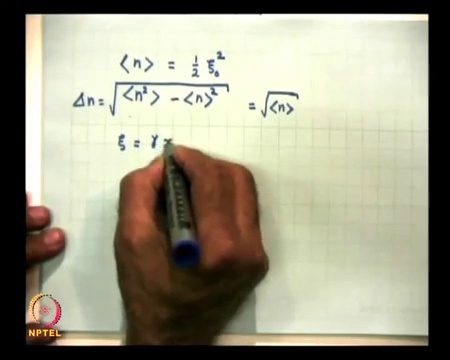 ⟨n⟩ = 1/2 ξ₀²
Δn = √(⟨n²⟩ - ⟨n⟩²) = √⟨n⟩
ξ = γ x
NPTEL